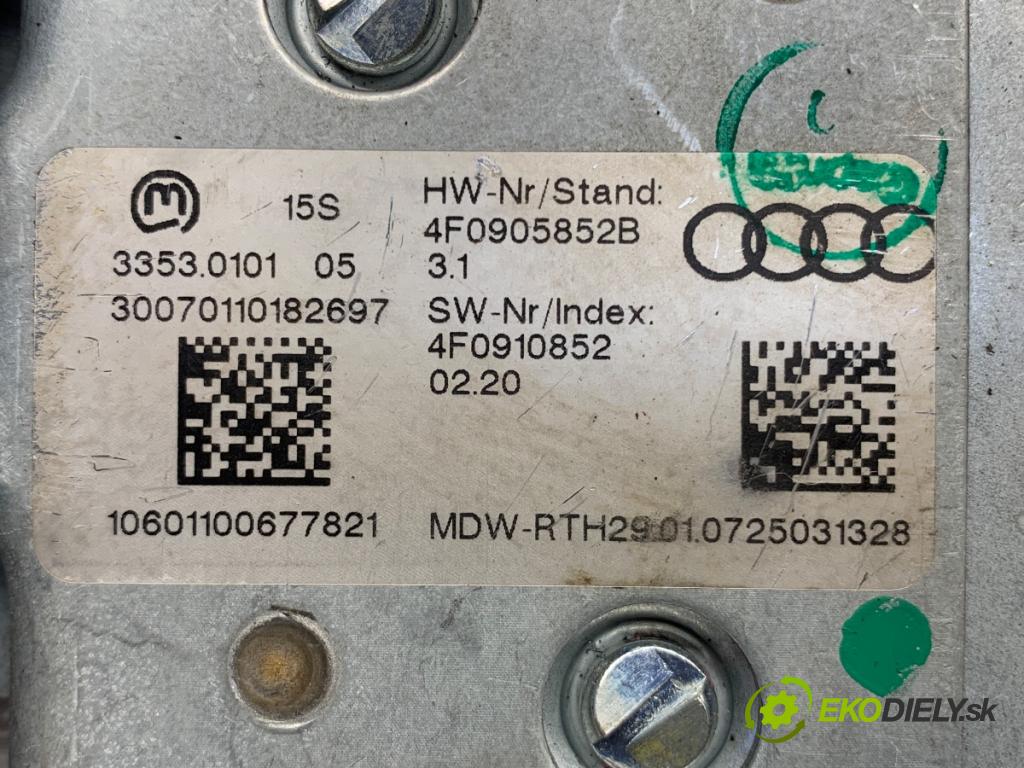 m 15S
3353.0101 05
30070110182697
10601100677821
HW-Nr/Stand:
4F0905852B
3.1
SW-Nr/Index:
4F0910852
02.20
MDW-RTH29.01.0725031328
EKODIELY.sk